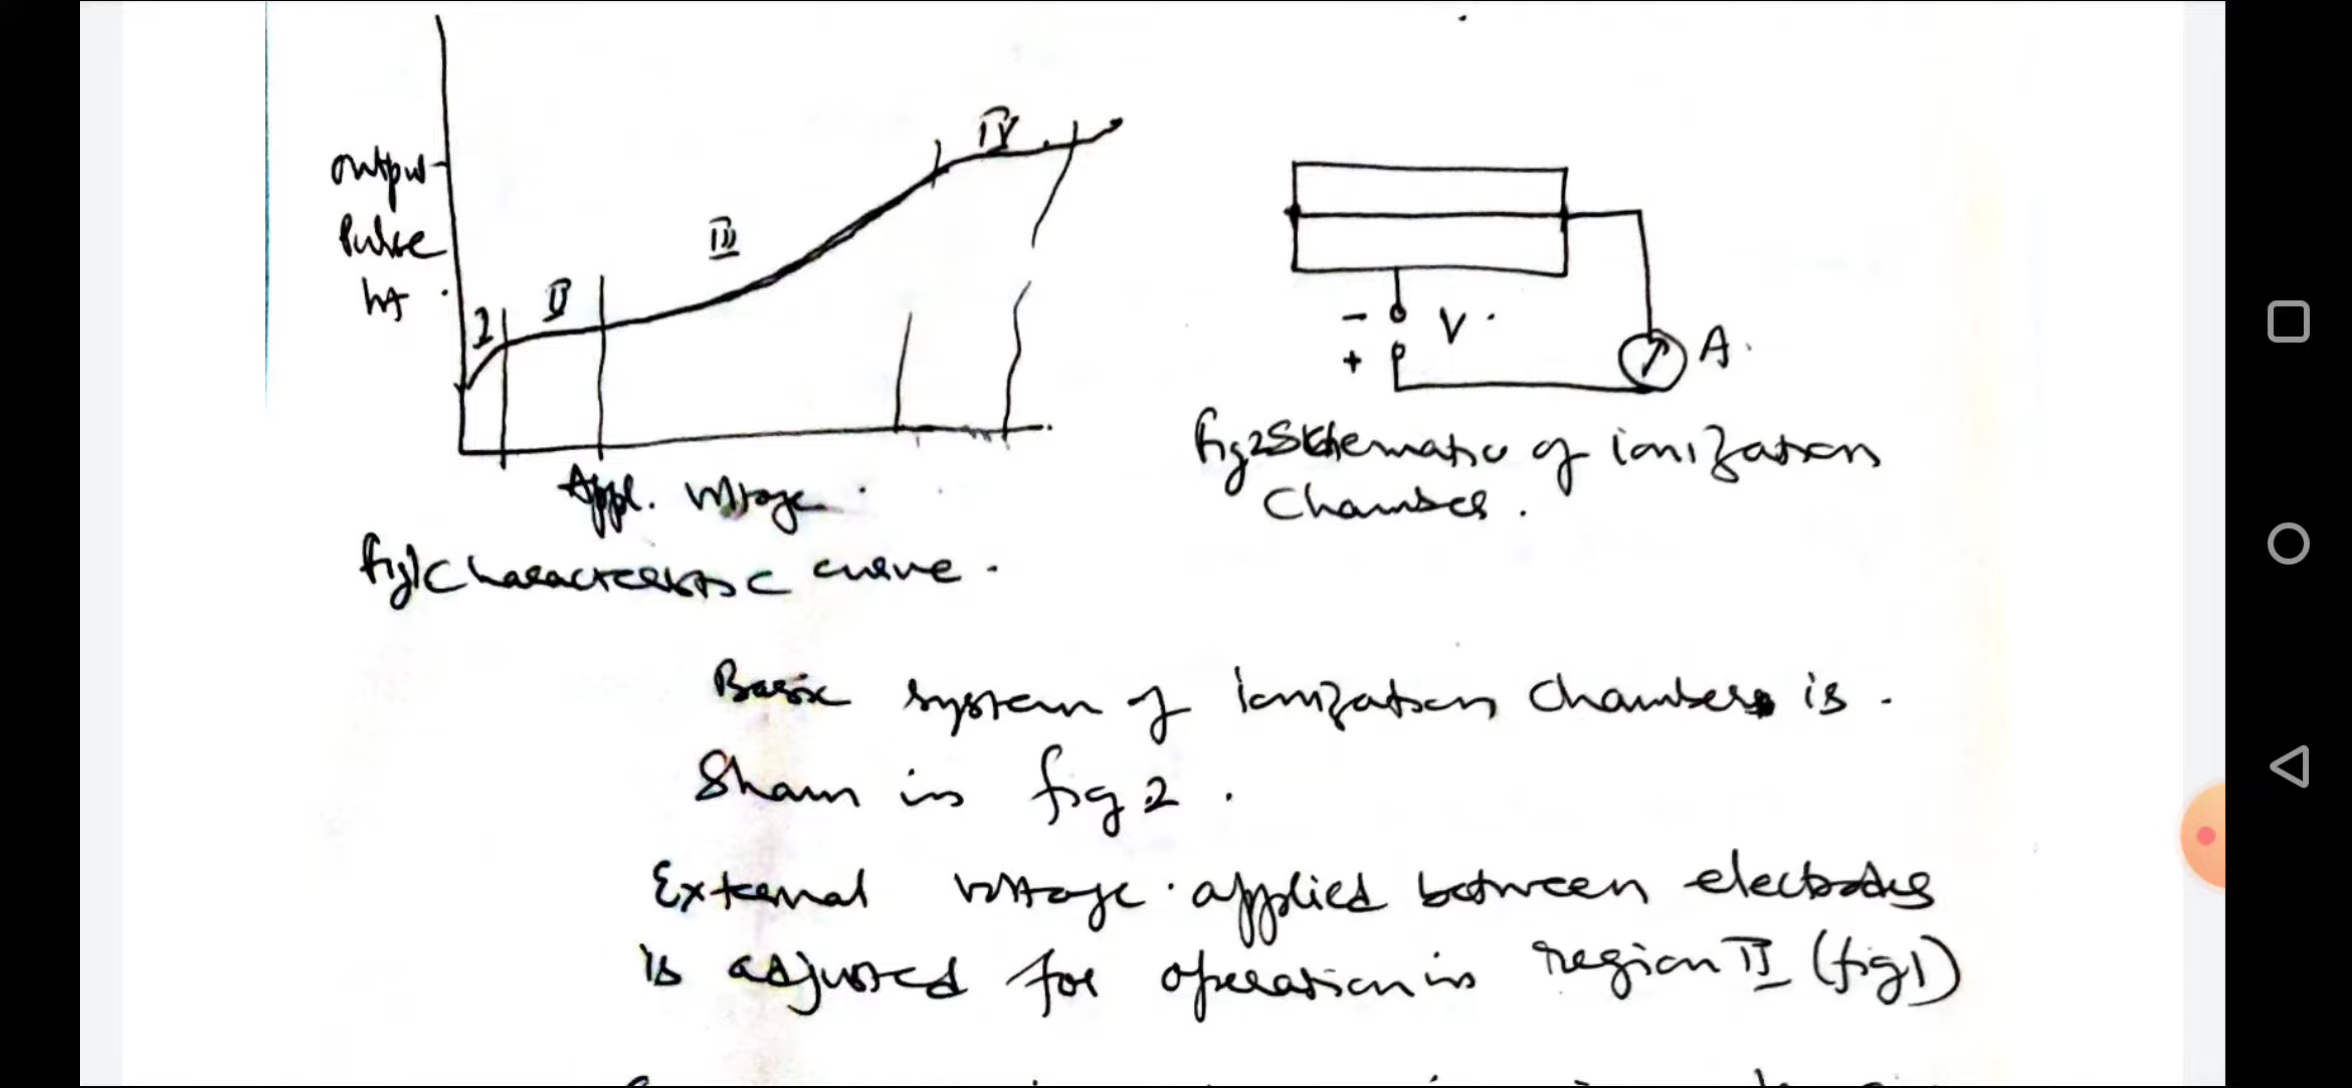 Output
Pulse
ht
I
II
III
IV
Appl. Voltage
fig1 Characteristic curve.
-
+
V
A.
fig2 Schematic of ionization
Chamber.
Basic system of ionization chamber is
Shown in fig.2.
External voltage applied between electrodes
is adjusted for operation in region II (fig1)